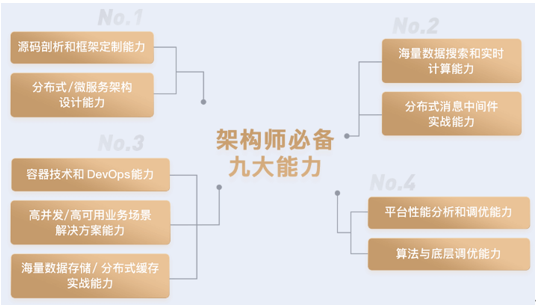 No.1
源码剖析和框架定制能力
分布式/微服务架构
设计能力
No.2
海量数据搜索和实时
计算能力
分布式消息中间件
实战能力
架构师必备
九大能力
No.3
容器技术和 DevOps能力
高并发/高可用业务场景
解决方案能力
海量数据存储/ 分布式缓存
实战能力
No.4
平台性能分析和调优能力
算法与底层调优能力